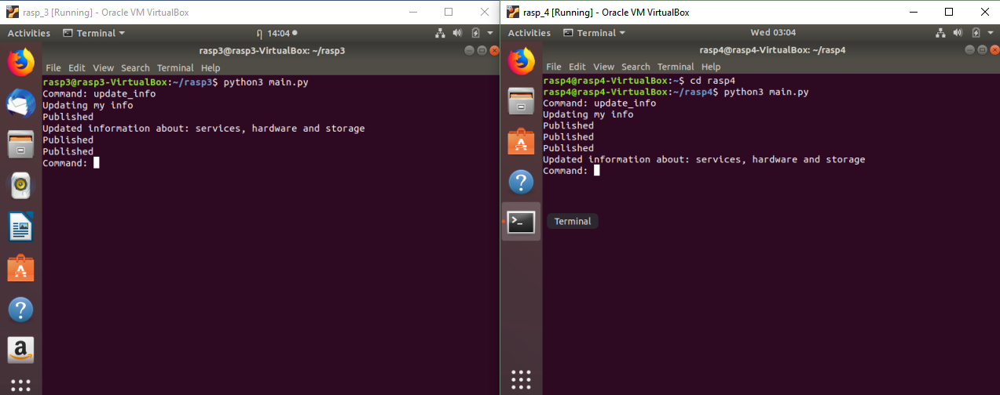 rasp_3 [Running] - Oracle VM VirtualBox
Activities Terminal
ฤ 14:04
rasp3@rasp3-VirtualBox: ~/rasp3
File Edit View Search Terminal Help
rasp3@rasp3-VirtualBox:~/rasp3$ python3 main.py
Command: update_info
Updating my info
Published
Updated information about: services, hardware and storage
Published
Published
Command:
rasp_4 [Running] - Oracle VM VirtualBox
Activities Terminal
Wed 03:04
rasp4@rasp4-VirtualBox: ~/rasp4
File Edit View Search Terminal Help
rasp4@rasp4-VirtualBox:~$ cd rasp4
rasp4@rasp4-VirtualBox:~/rasp4$ python3 main.py
Command: update_info
Updating my info
Published
Published
Published
Updated information about: services, hardware and storage
Command:
Terminal